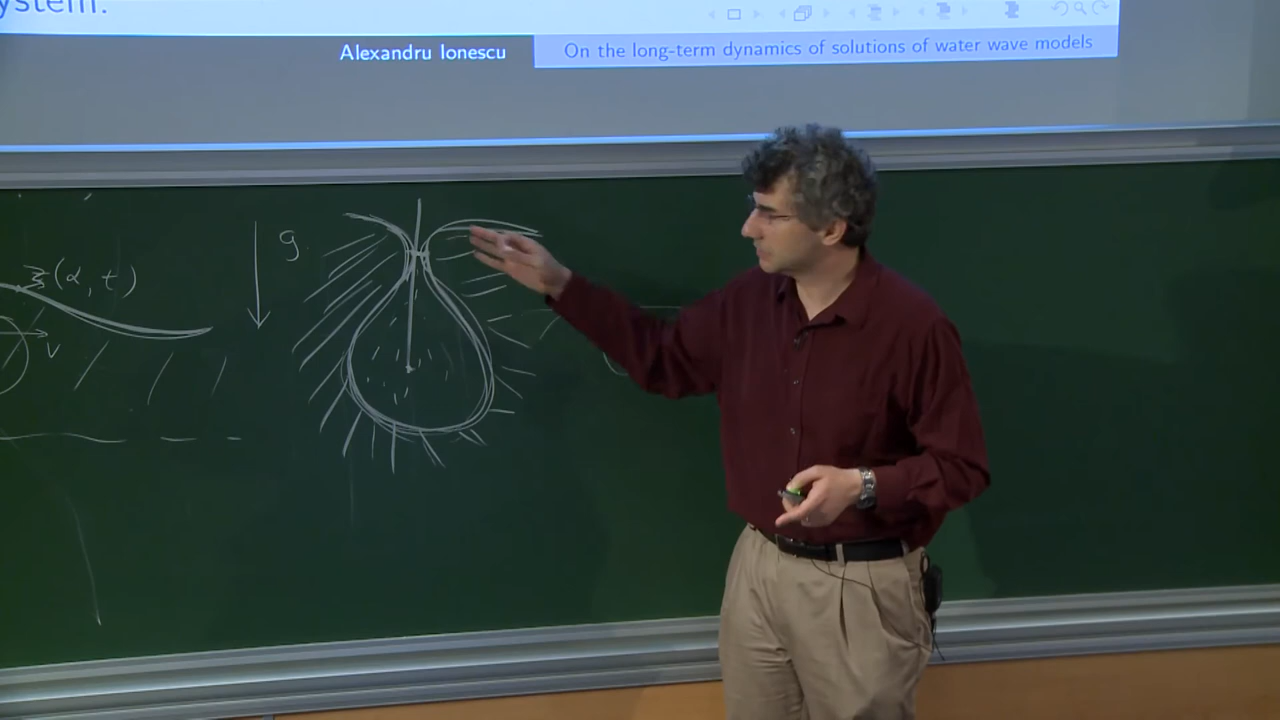 ystem.
Alexandru Ionescu On the long-term dynamics of solutions of water wave models
g
z(α, t)
v